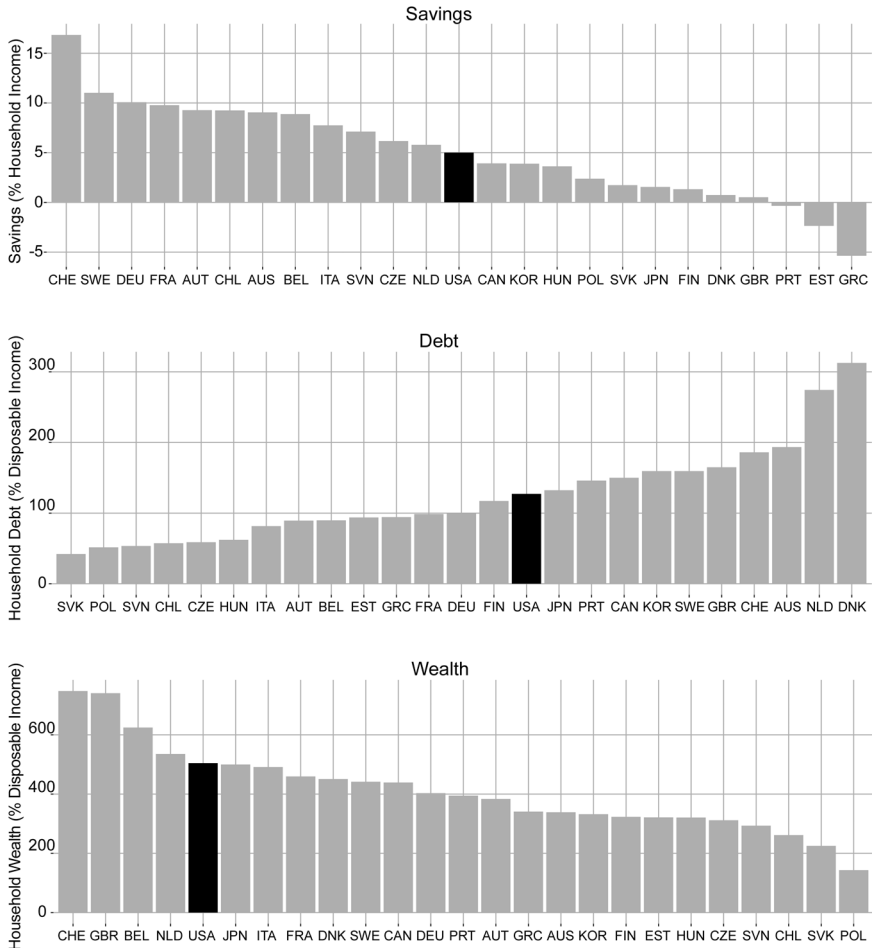 Savings
Savings (% Household Income)
15
10
5
0
-5
CHE SWE DEU FRA AUT CHL AUS BEL ITA SVN CZE NLD USA CAN KOR HUN POL SVK JPN FIN DNK GBR PRT EST GRC
Debt
Household Debt (% Disposable Income)
300
200
100
0
SVK POL SVN CHL CZE HUN ITA AUT BEL EST GRC FRA DEU FIN USA JPN PRT CAN KOR SWE GBR CHE AUS NLD DNK
Wealth
Household Wealth (% Disposable Income)
600
400
200
0
CHE GBR BEL NLD USA JPN ITA FRA DNK SWE CAN DEU PRT AUT GRC AUS KOR FIN EST HUN CZE SVN CHL SVK POL